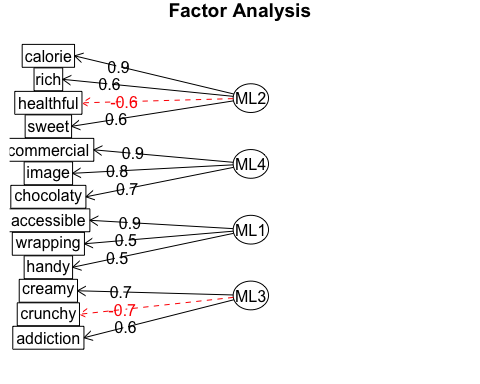 Factor Analysis
calorie
0.9
rich
0.6
healthful
-0.6
ML2
sweet
0.6
commercial
0.9
image
0.8
ML4
chocolaty
0.7
accessible
0.9
wrapping
0.5
ML1
handy
0.5
creamy
0.7
crunchy
-0.7
ML3
addiction
0.6